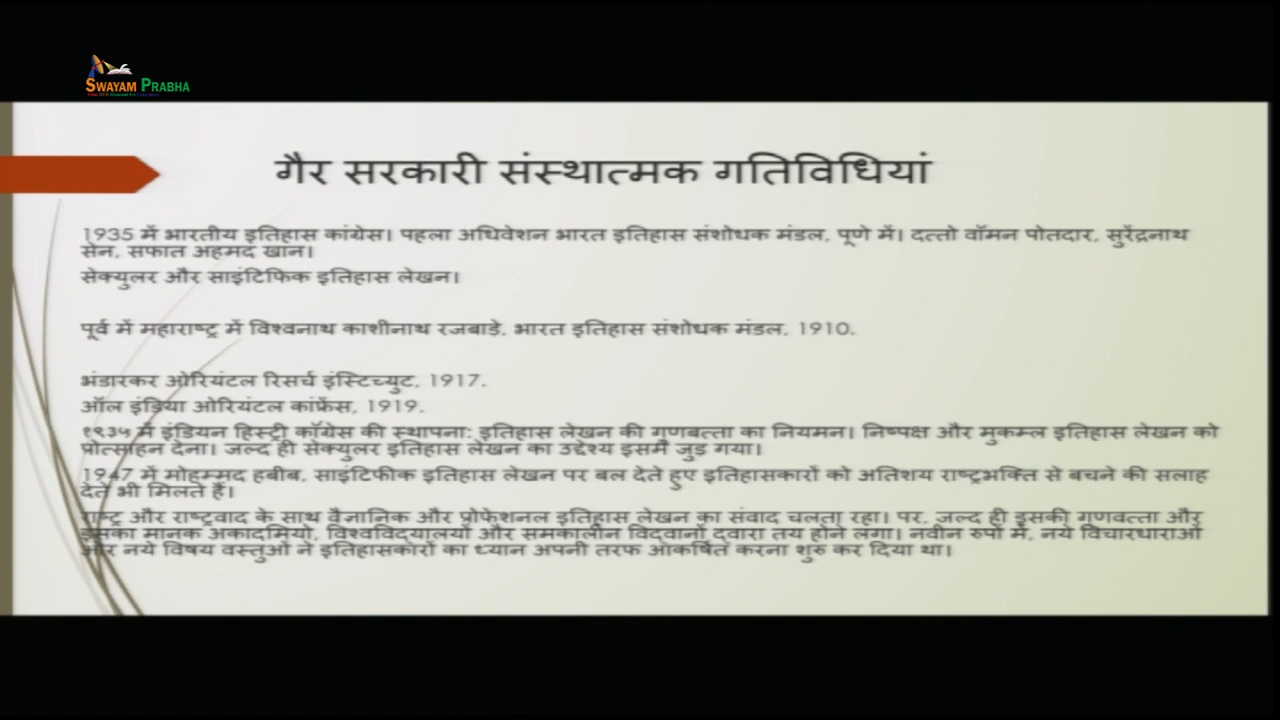 SWAYAM PRABHA
गैर सरकारी संस्थात्मक गतिविधियां
1935 में भारतीय इतिहास कांग्रेस। पहला अधिवेशन भारत इतिहास संशोधक मंडल, पूणे में। दत्तो वॉमन पोतदार, सुरेंद्रनाथ
सेन, सफात अहमद खान।
सेक्युलर और साइंटिफिक इतिहास लेखन।
पूर्व में महाराष्ट्र में विश्वनाथ काशीनाथ रजबाड़े, भारत इतिहास संशोधक मंडल, 1910.
भंडारकर ओरियंटल रिसर्च इंस्टिच्युट, 1917.
ऑल इंडिया ओरियंटल कांफ्रेंस, 1919.
१९३५ में इंडियन हिस्ट्री कॉंग्रेस की स्थापना: इतिहास लेखन की गुणबत्ता का नियमन। निष्पक्ष और मुकम्ल इतिहास लेखन को
प्रोत्साहन देना। जल्द ही सेक्युलर इतिहास लेखन का उद्देश्य इसमें जुड़ गया।
1947 में मोहम्मद हबीब, साइंटिफीक इतिहास लेखन पर बल देते हुए इतिहासकारों को अतिशय राष्ट्रभक्ति से बचने की सलाह
देते भी मिलते हैं।
राष्ट्र और राष्ट्रवाद के साथ वैज्ञानिक और प्रोफेशनल इतिहास लेखन का संवाद चलता रहा। पर, जल्द ही इसकी गुणवत्ता और
इसका मानक अकादमियो, विश्वविद्यालयों और समकालीन विद्वानों द्वारा तय होने लगा। नवीन रुपों में, नये विचारधाराओं
और नये विषय वस्तुओं ने इतिहासकारों का ध्यान अपनी तरफ आकर्षित करना शुरु कर दिया था।